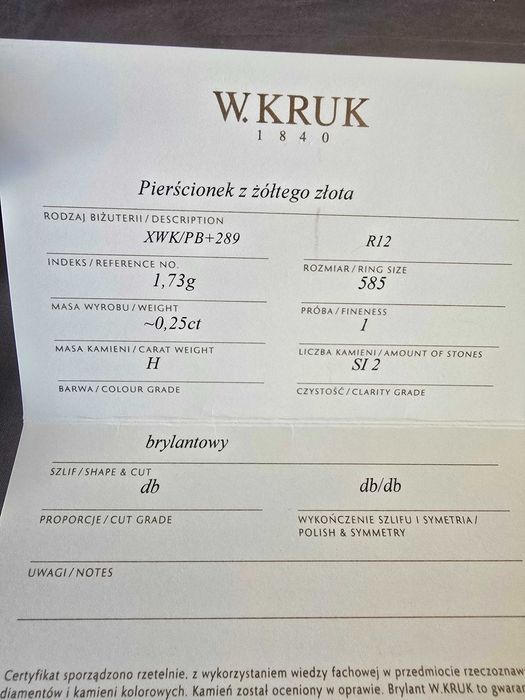 W.KRUK
1840
Pierścionek z żółtego złota
RODZAJ BIŻUTERII / DESCRIPTION
XWK/PB+289 R12
INDEKS / REFERENCE NO. ROZMIAR / RING SIZE
1,73g 585
MASA WYROBU / WEIGHT PRÓBA / FINENESS
~0,25ct 1
MASA KAMIENI / CARAT WEIGHT LICZBA KAMIENI / AMOUNT OF STONES
H SI 2
BARWA / COLOUR GRADE CZYSTOŚĆ / CLARITY GRADE
brylantowy
SZLIF / SHAPE & CUT
db db/db
PROPORCJE / CUT GRADE WYKOŃCZENIE SZLIFU I SYMETRIA /
POLISH & SYMMETRY
UWAGI / NOTES
Certyfikat sporządzono rzetelnie, z wykorzystaniem wiedzy fachowej w przedmiocie rzeczoznaw
diamentów i kamieni kolorowych. Kamień został oceniony w oprawie. Brylant W.KRUK to gwaran